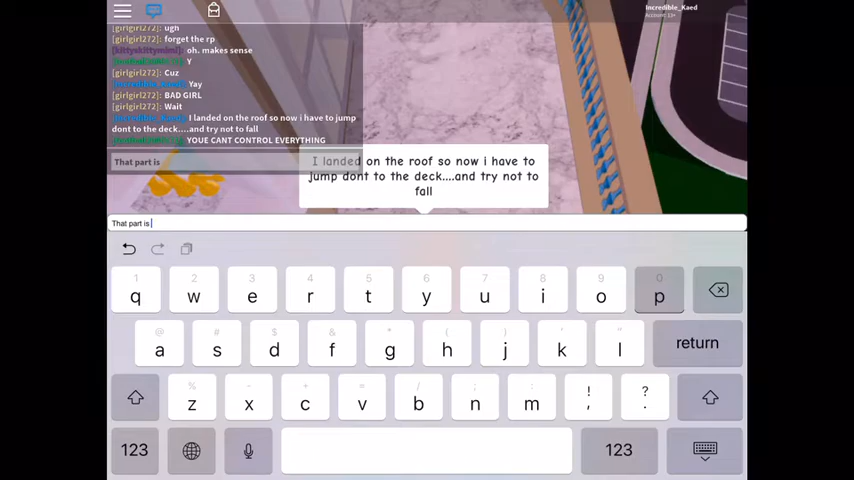 Incredible_Kaed
Account: 13+
[girlgirl272]: ugh
[girlgirl272]: forget the rp
[kittyskittymimi]: oh. makes sense
Y
[girlgirl272]: Cuz
Yay
[girlgirl272]: BAD GIRL
[girlgirl272]: Wait
I landed on the roof so now i have to jump
dont to the deck....and try not to fall
YOUE CANT CONTROL EVERYTHING
That part is
I landed on the roof so now i have to
jump dont to the deck....and try not to
fall
That part is
1 2 3 4 5 6 7 8 9 0
q w e r t y u i o p
@ # $ & * ( ) ' "
a s d f g h j k l return
% - + = / ; : ! ?
z x c v b n m , .
123 123